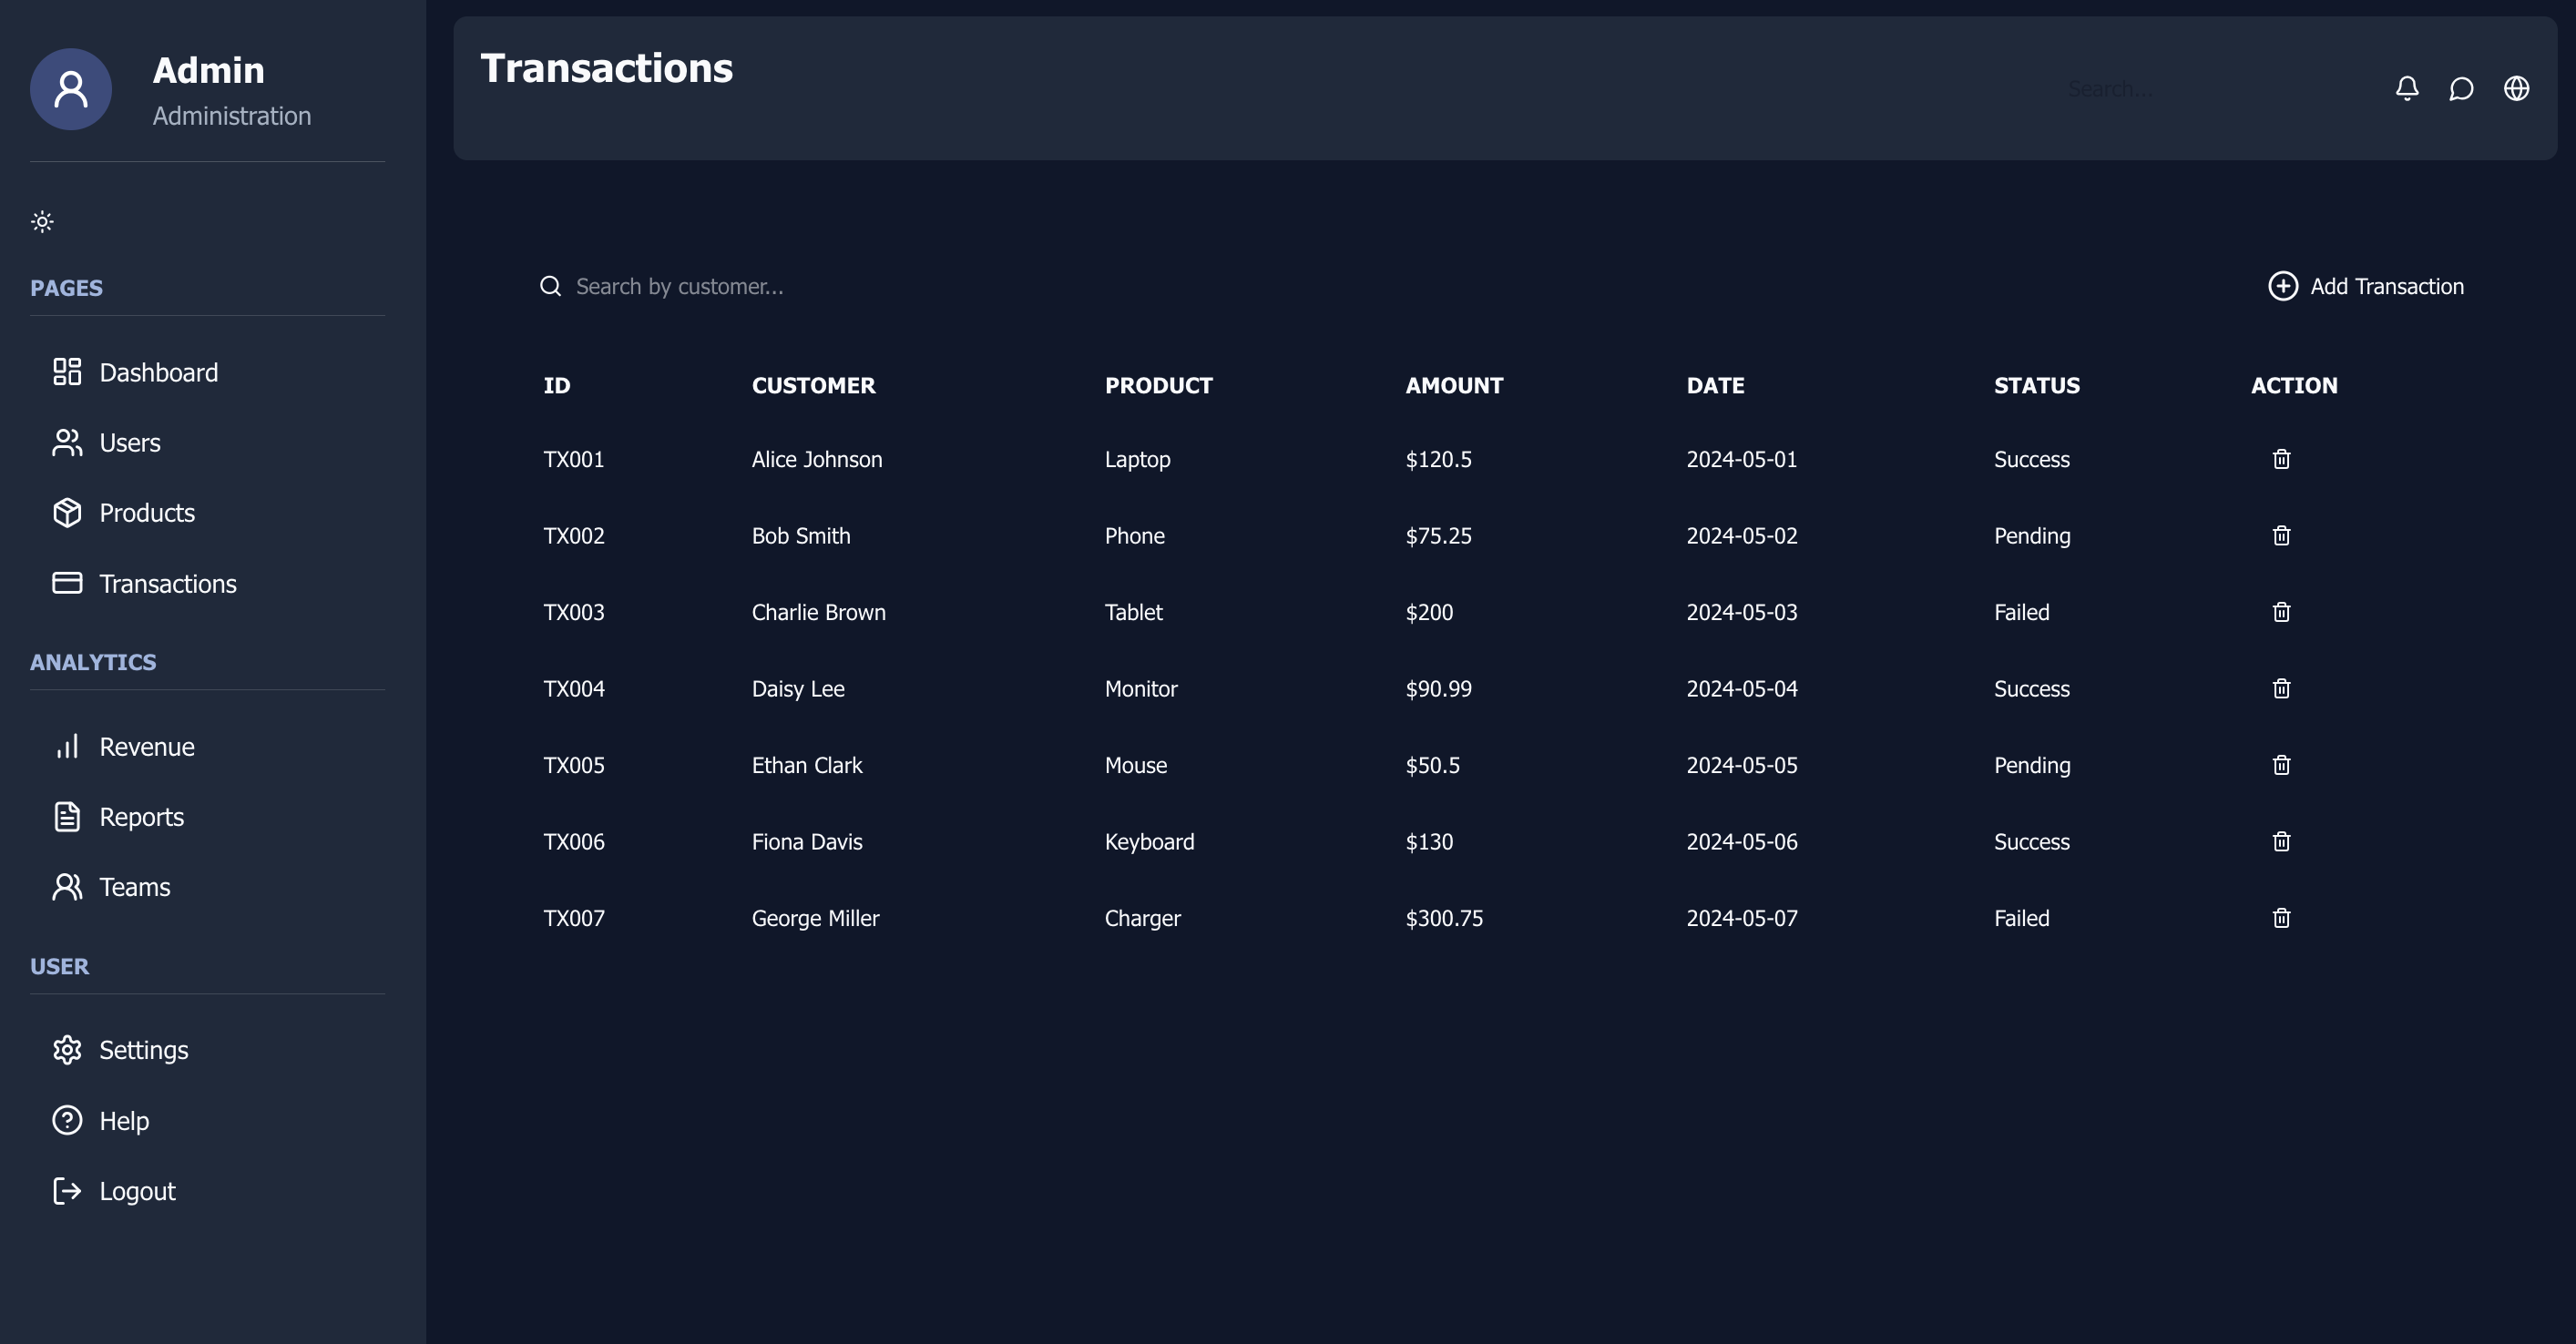 Admin
Administration
PAGES
Dashboard
Users
Products
Transactions
ANALYTICS
Revenue
Reports
Teams
USER
Settings
Help
Logout
Transactions
Search...
Search by customer...
Add Transaction
ID CUSTOMER PRODUCT AMOUNT DATE STATUS ACTION
TX001 Alice Johnson Laptop $120.5 2024-05-01 Success
TX002 Bob Smith Phone $75.25 2024-05-02 Pending
TX003 Charlie Brown Tablet $200 2024-05-03 Failed
TX004 Daisy Lee Monitor $90.99 2024-05-04 Success
TX005 Ethan Clark Mouse $50.5 2024-05-05 Pending
TX006 Fiona Davis Keyboard $130 2024-05-06 Success
TX007 George Miller Charger $300.75 2024-05-07 Failed